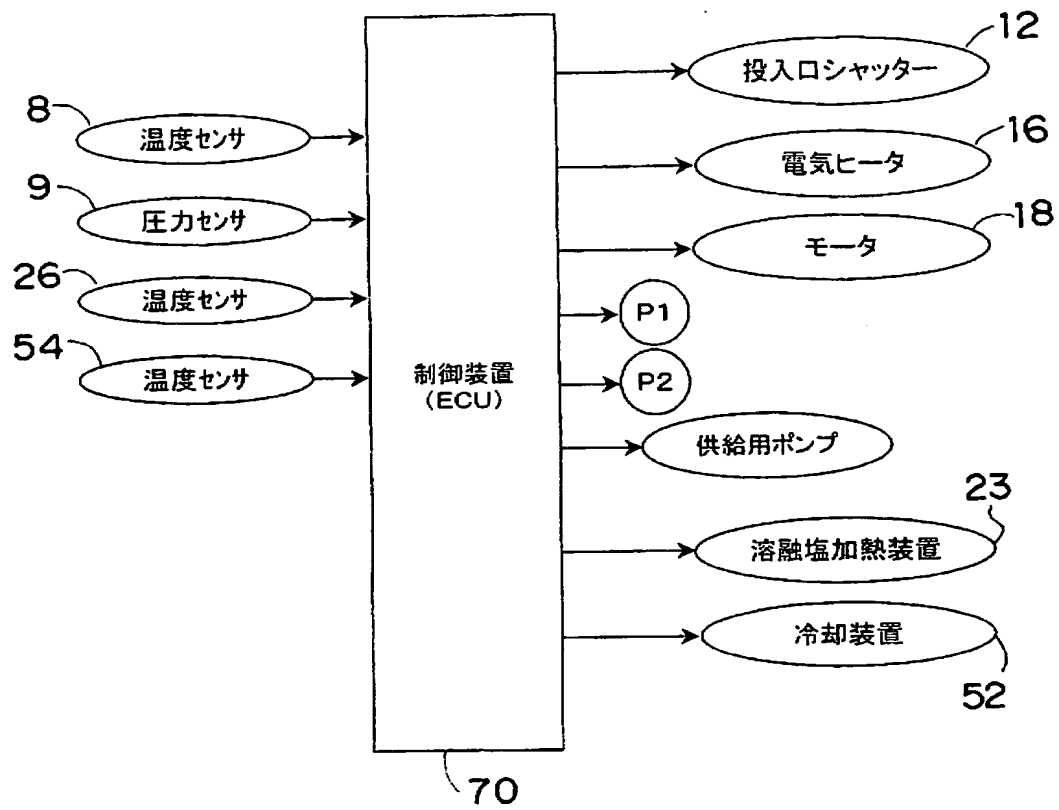 8
温度センサ
9
圧力センサ
26
温度センサ
54
温度センサ
制御装置
(ECU)
70
12
投入口シャッター
16
電気ヒータ
18
モータ
P1
P2
供給用ポンプ
23
溶融塩加熱装置
冷却装置
52